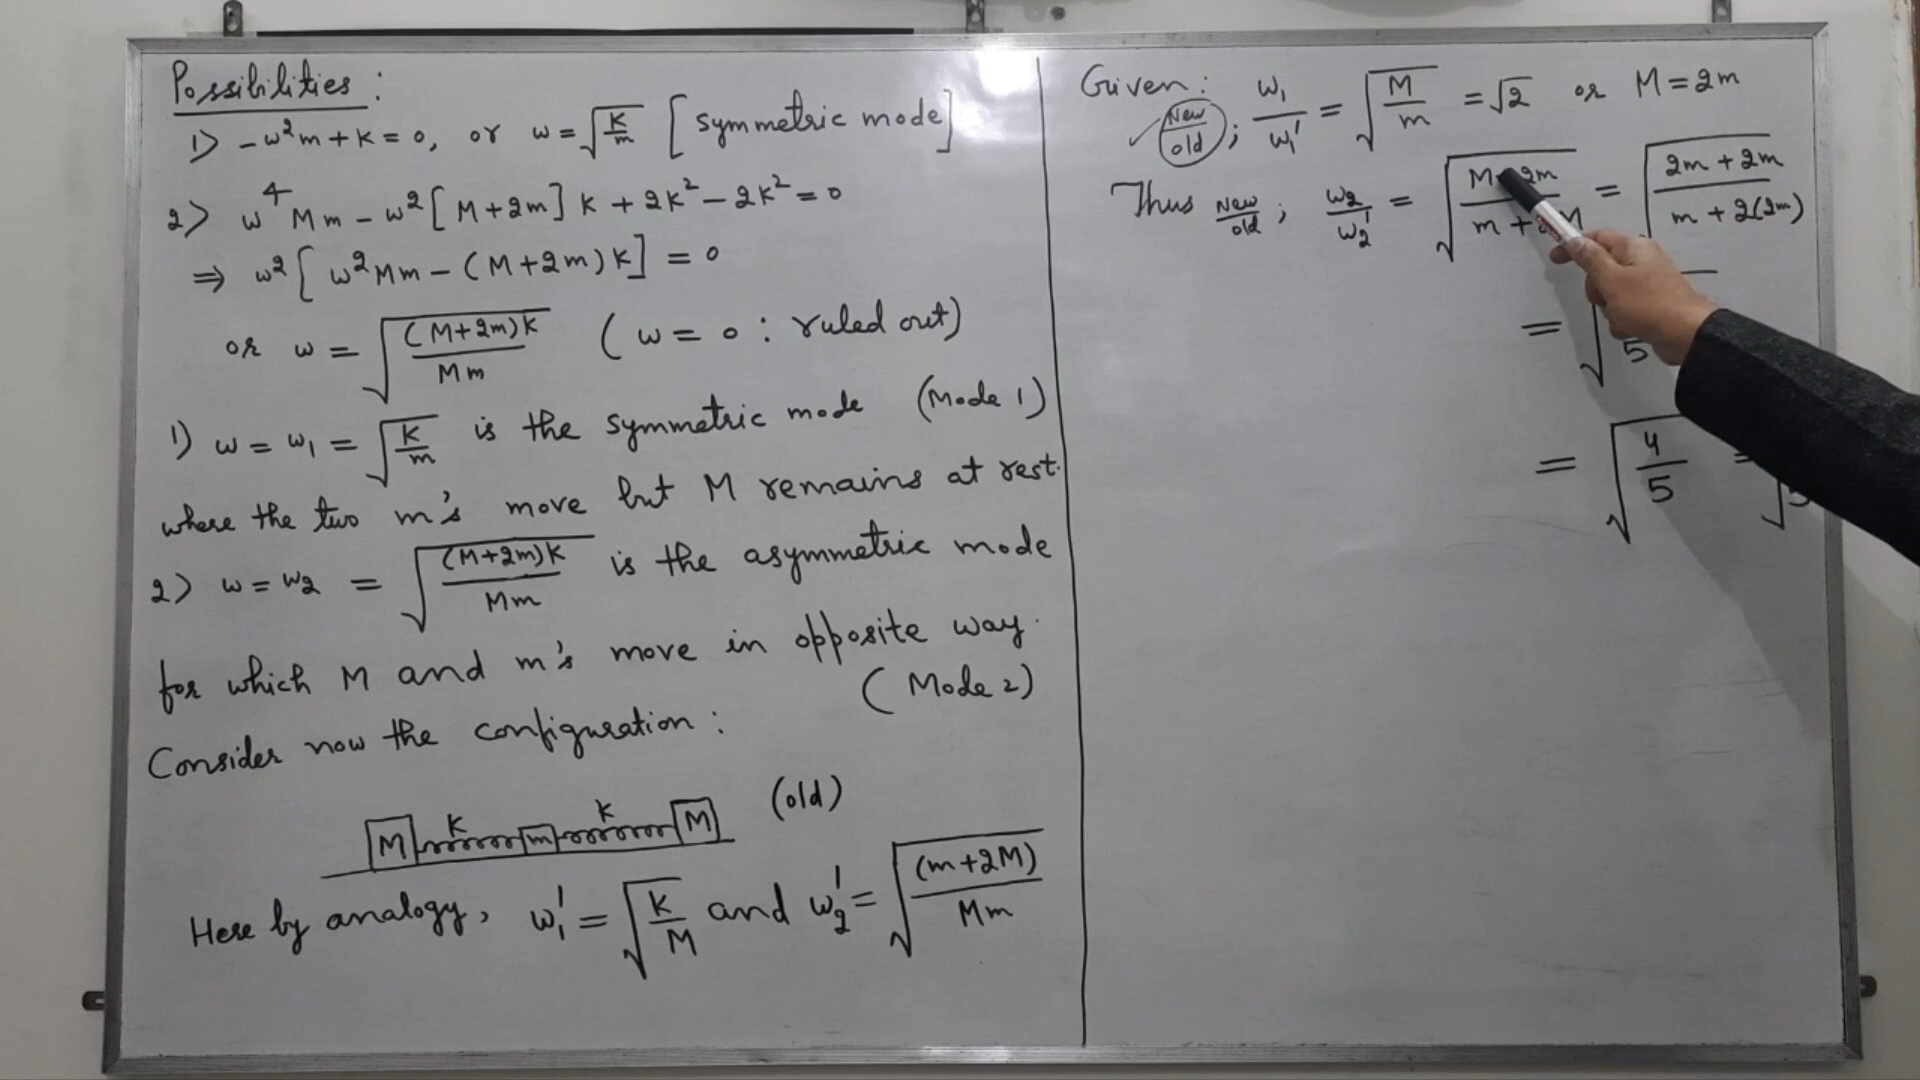 Possibilities :
1) -ω²m + k = 0, or ω = √(k/m) [symmetric mode]
2) ω⁴Mm - ω²[M+2m]k + 2k² - 2k² = 0
⇒ ω²[ω²Mm - (M+2m)k] = 0
or ω = √((M+2m)k/Mm) (ω = 0 : ruled out)
1) ω = ω₁ = √(k/m) is the symmetric mode (Mode 1)
where the two m's move but M remains at rest.
2) ω = ω₂ = √((M+2m)k/Mm) is the asymmetric mode
for which M and m's move in opposite way.
(Mode 2)
Consider now the configuration :
(old)
k k
M m M
Here by analogy, ω₁' = √(k/M) and ω₂' = √((m+2M)/Mm)
Given : New/old ; ω₁/ω₁' = √(M/m) = √2 or M = 2m
Thus New/old ; ω₂/ω₂' = √(M 2m/m + M) = √(2m + 2m/m + 2(2m))
= √ 5
= √(4/5) =